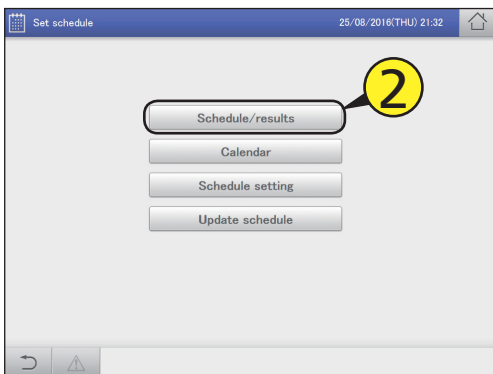 Set schedule 25/08/2016(THU) 21:32
2
Schedule/results
Calendar
Schedule setting
Update schedule